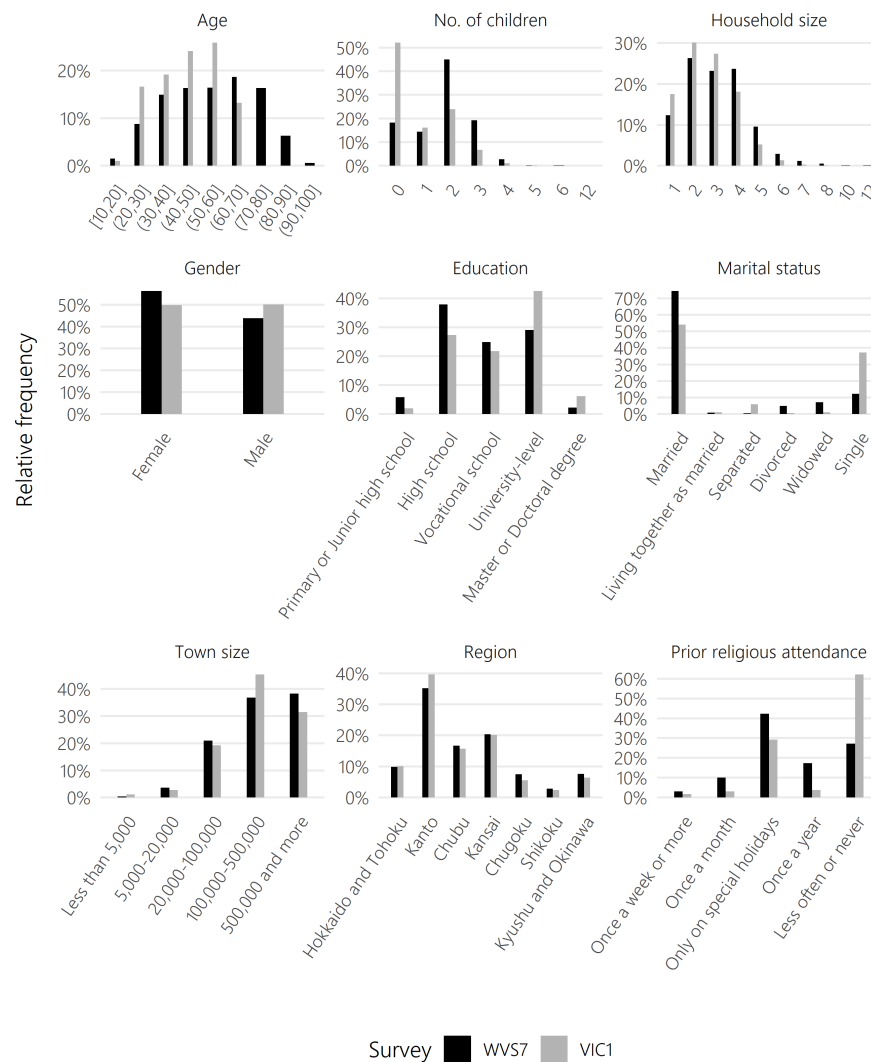 Age
No. of children
Household size
20%
10%
0%
50%
40%
30%
20%
10%
0%
30%
20%
10%
0%
[10,20]
(20,30]
(30,40]
(40,50]
(50,60]
(60,70]
(70,80]
(80,90]
(90,100]
0
1
2
3
4
5
6
12
1
2
3
4
5
6
7
8
10
Gender
Education
Marital status
50%
40%
30%
20%
10%
0%
40%
30%
20%
10%
0%
70%
60%
50%
40%
30%
20%
10%
0%
Relative frequency
Female
Male
Primary or Junior high school
High school
Vocational school
University-level
Master or Doctoral degree
Married
Living together as married
Separated
Divorced
Widowed
Single
Town size
Region
Prior religious attendance
40%
30%
20%
10%
0%
40%
30%
20%
10%
0%
60%
50%
40%
30%
20%
10%
0%
Less than 5,000
5,000-20,000
20,000-100,000
100,000-500,000
500,000 and more
Hokkaido and Tohoku
Kanto
Chubu
Kansai
Chugoku
Shikoku
Kyushu and Okinawa
Once a week or more
Once a month
Only on special holidays
Once a year
Less often or never
Survey
WVS7
VIC1